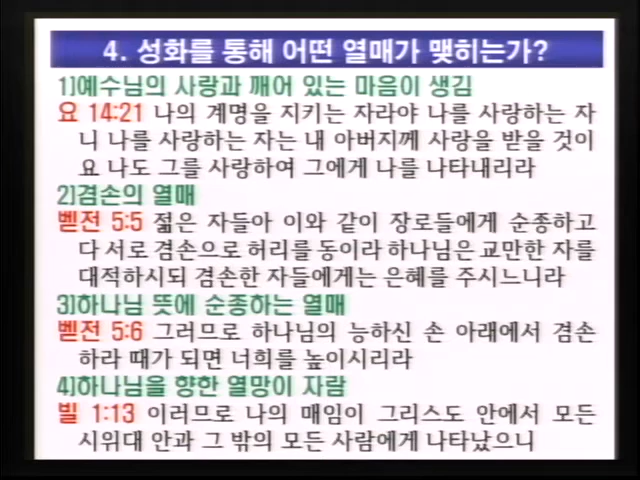 4. 성화를 통해 어떤 열매가 맺히는가?
1)예수님의 사랑과 깨어 있는 마음이 생김
요 14:21 나의 계명을 지키는 자라야 나를 사랑하는 자
니 나를 사랑하는 자는 내 아버지께 사랑을 받을 것이
요 나도 그를 사랑하여 그에게 나를 나타내리라
2)겸손의 열매
벧전 5:5 젊은 자들아 이와 같이 장로들에게 순종하고
다 서로 겸손으로 허리를 동이라 하나님은 교만한 자를
대적하시되 겸손한 자들에게는 은혜를 주시느니라
3)하나님 뜻에 순종하는 열매
벧전 5:6 그러므로 하나님의 능하신 손 아래에서 겸손
하라 때가 되면 너희를 높이시리라
4)하나님을 향한 열망이 자람
빌 1:13 이러므로 나의 매임이 그리스도 안에서 모든
시위대 안과 그 밖의 모든 사람에게 나타났으니